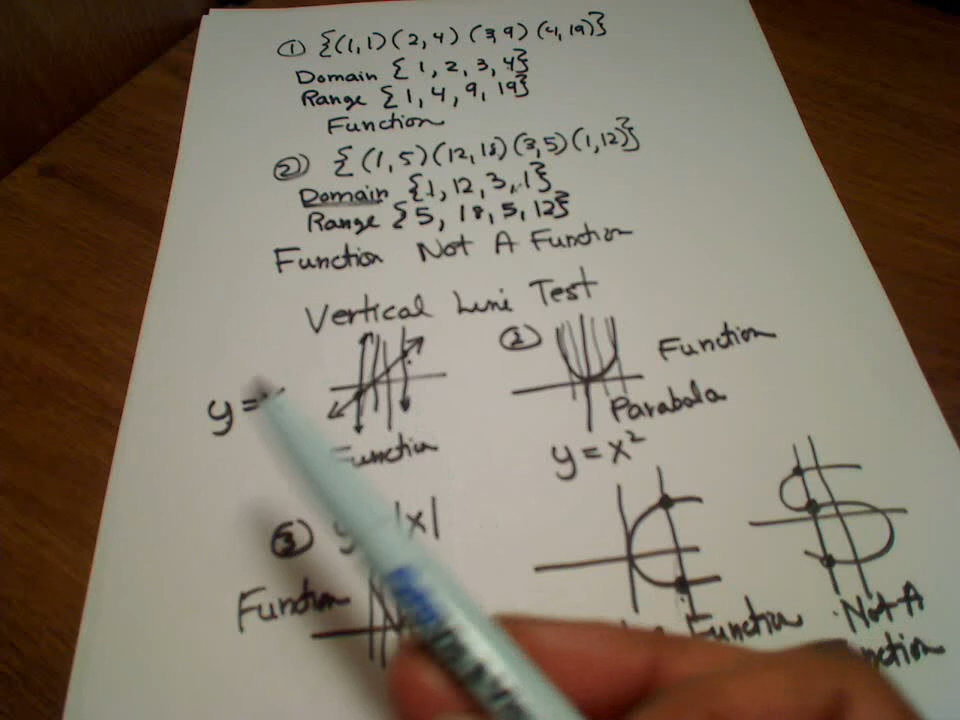 ① {(1,1)(2,4)(3,9)(4,19)}
Domain {1,2,3,4}
Range {1,4,9,19}
Function
② {(1,5)(12,18)(3,5)(1,12)}
Domain {1,12,3,1}
Range {5,18,5,12}
Function Not A Function
Vertical Line Test
y =
Function
②
Function
Parabola
y = x²
③ y |x|
Function
Function
Not A